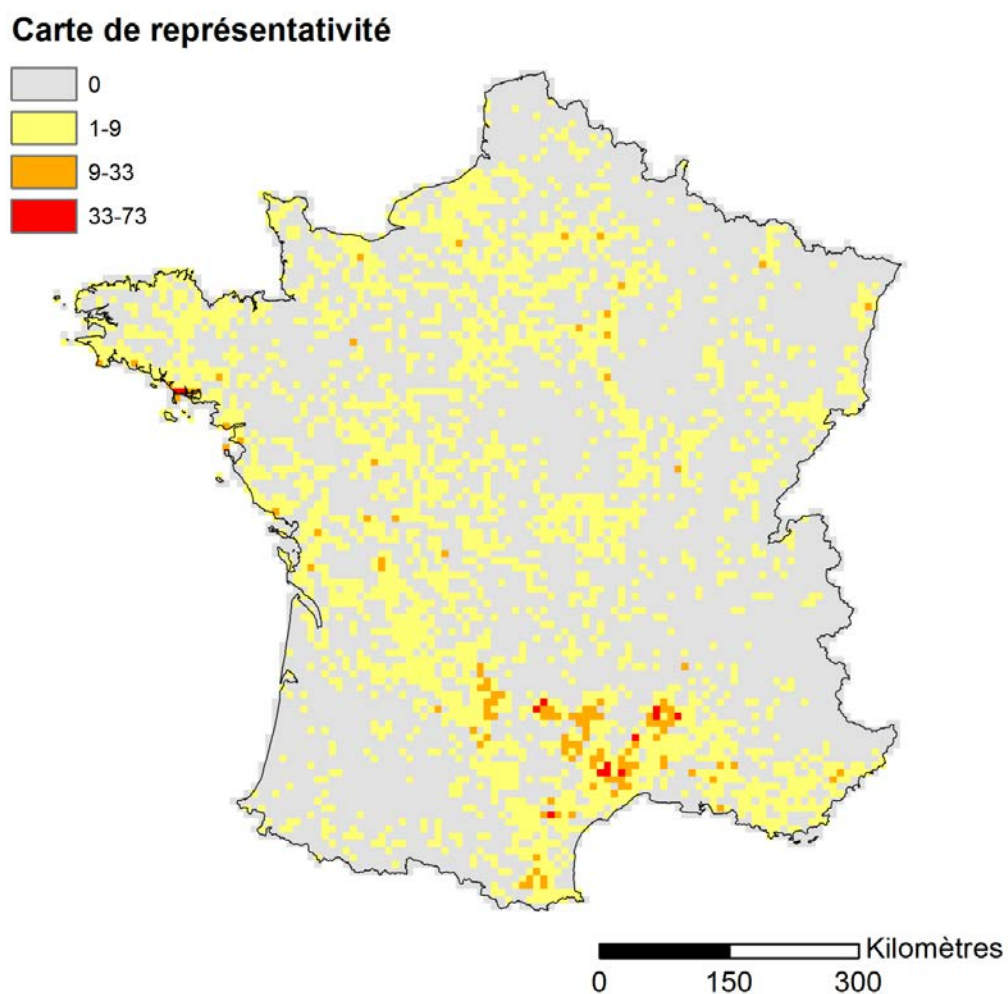 Carte de représentativité
0
1-9
9-33
33-73
Kilomètres
0 150 300